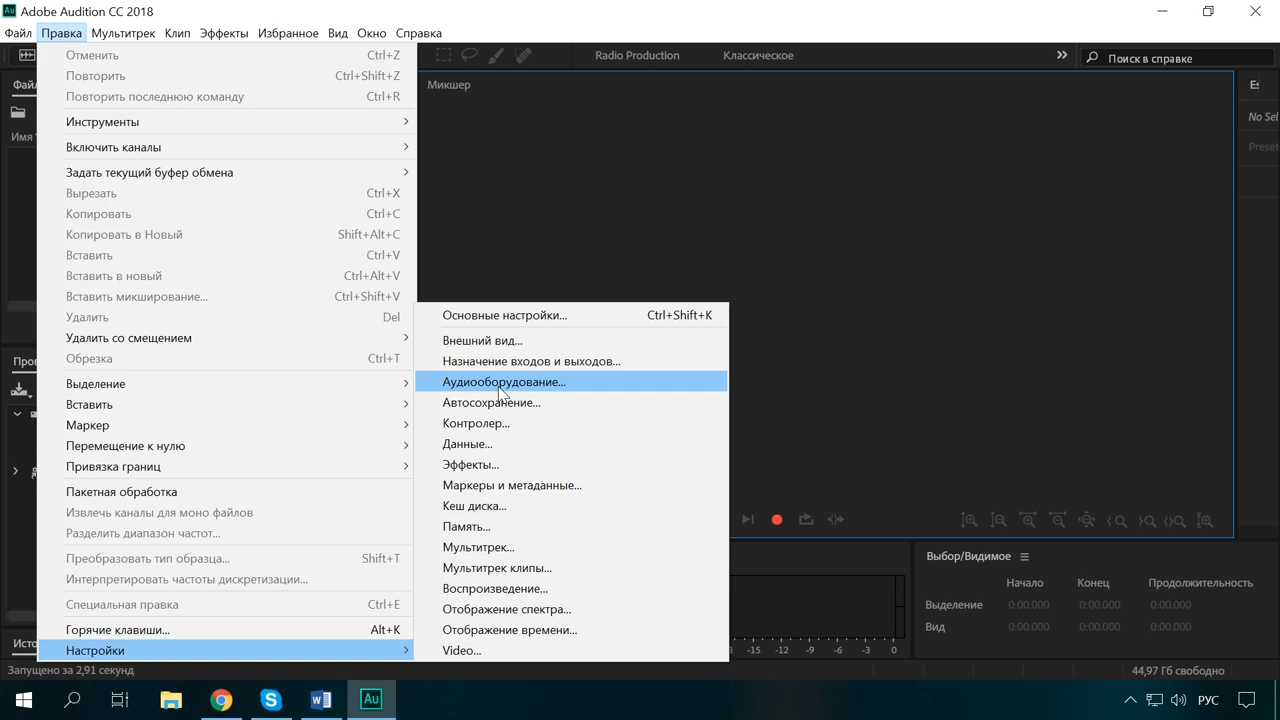 Adobe Audition CC 2018
Файл Правка Мультитрек Клип Эффекты Избранное Вид Окно Справка
Отменить Ctrl+Z
Повторить Ctrl+Shift+Z
Повторить последнюю команду Ctrl+R
Инструменты
Включить каналы
Задать текущий буфер обмена
Вырезать Ctrl+X
Копировать Ctrl+C
Копировать в Новый Shift+Alt+C
Вставить Ctrl+V
Вставить в новый Ctrl+Alt+V
Вставить микширование... Ctrl+Shift+V
Удалить Del
Удалить со смещением
Обрезка Ctrl+T
Выделение
Вставить
Маркер
Перемещение к нулю
Привязка границ
Пакетная обработка
Извлечь каналы для моно файлов
Разделить диапазон частот...
Преобразовать тип образца... Shift+T
Интерпретировать частоты дискретизации...
Специальная правка Ctrl+E
Горячие клавиши... Alt+K
Настройки
Основные настройки... Ctrl+Shift+K
Внешний вид...
Назначение входов и выходов...
Аудиооборудование...
Автосохранение...
Контролер...
Данные...
Эффекты...
Маркеры и метаданные...
Кеш диска...
Память...
Мультитрек...
Мультитрек клипы...
Воспроизведение...
Отображение спектра...
Отображение времени...
Video...
Radio Production Классическое Поиск в справке
Микшер
No Sel
Preset
Имя
Выбор/Видимое
Начало Конец Продолжительность
Выделение 0:00.000 0:00.000 0:00.000
Вид 0:00.000 0:00.000 0:00.000
-15 -12 -9 -6 -3 0
Запущено за 2,91 секунд 44,97 Гб свободно
РУС